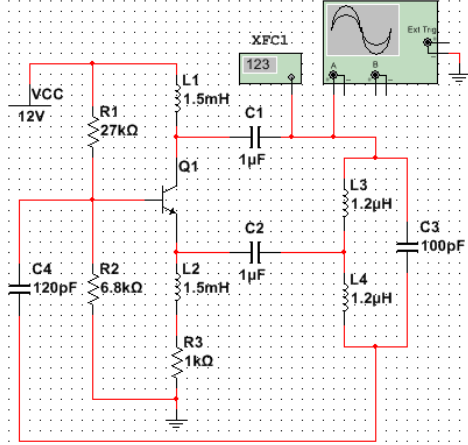 XFC1
123
Ext Trig
A
B
VCC
12V
R1
27kΩ
L1
1.5mH
C1
1µF
Q1
L3
1.2µH
C3
100pF
C2
1µF
C4
120pF
R2
6.8kΩ
L2
1.5mH
L4
1.2µH
R3
1kΩ